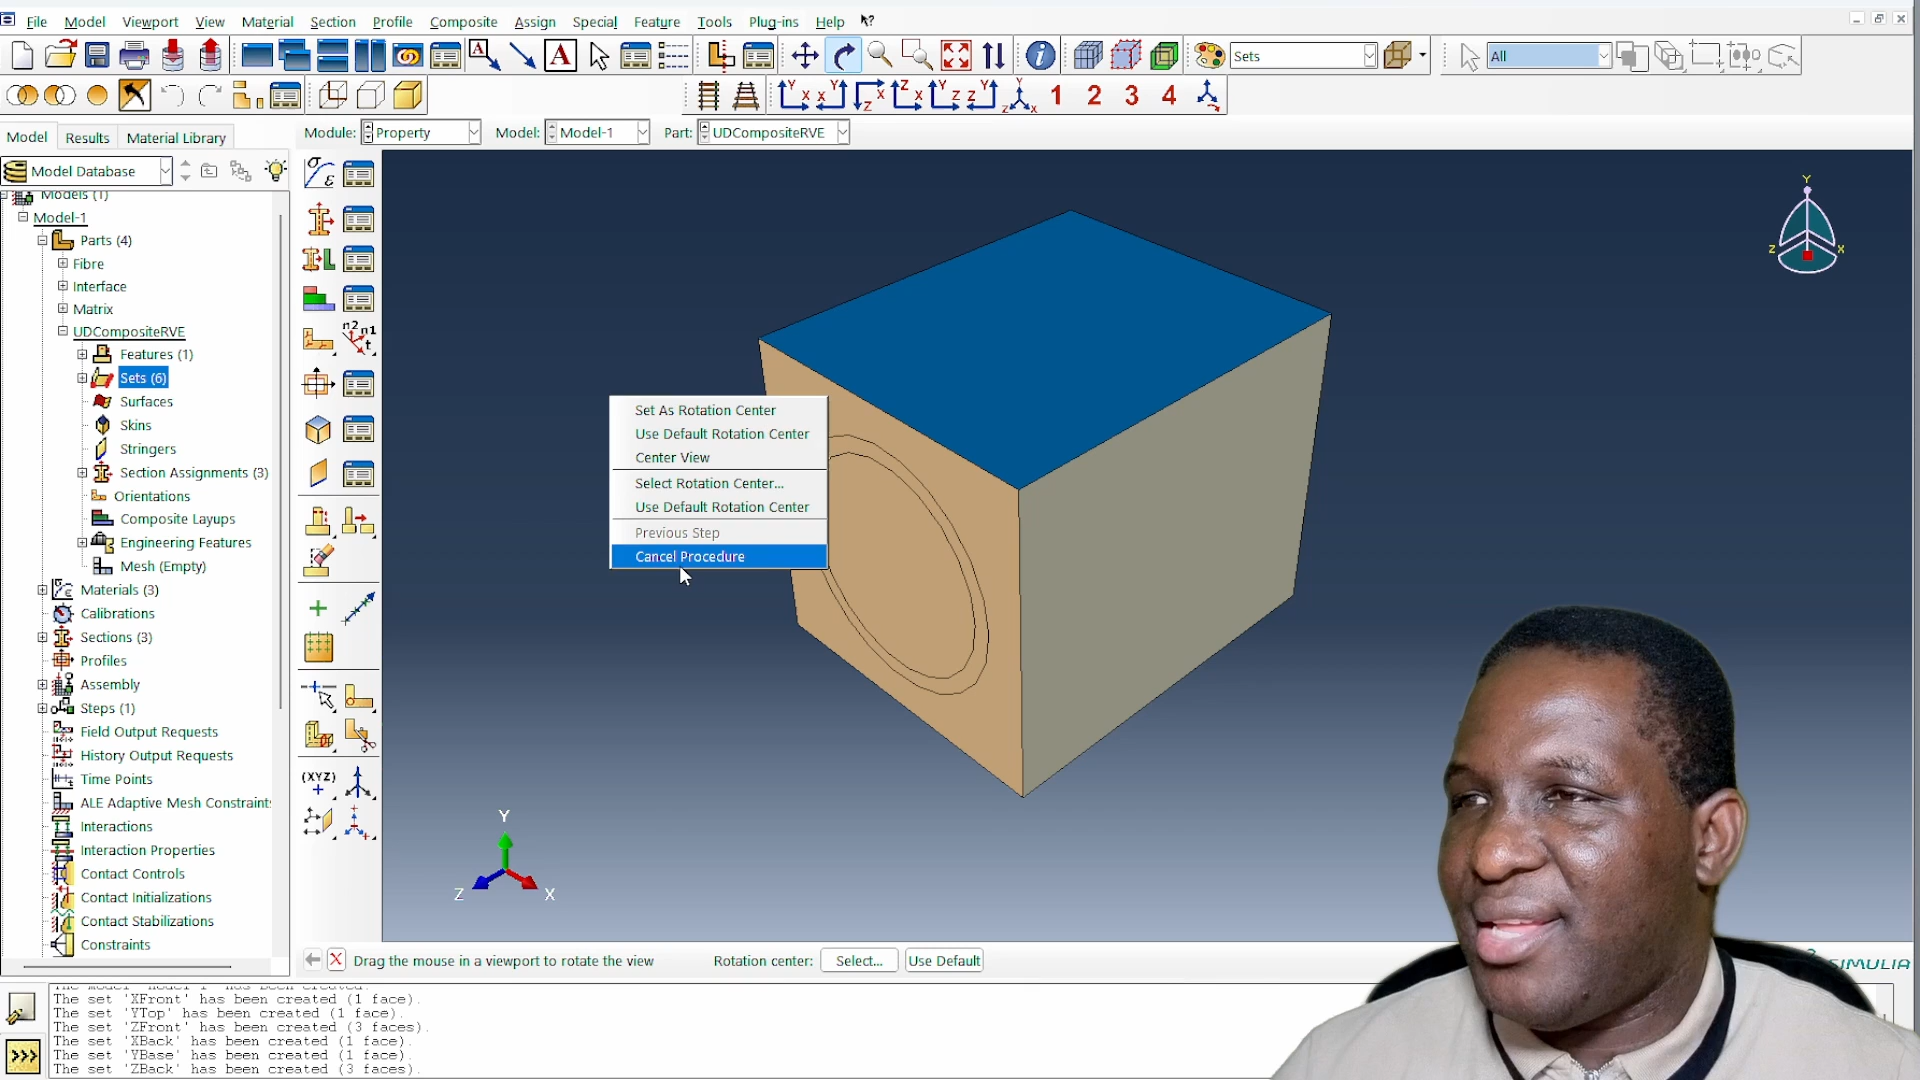 File Model Viewport View Material Section Profile Composite Assign Special Feature Tools Plug-ins Help
A A Sets All
1 2 3 4
Model Results Material Library Module: Property Model: Model-1 Part: UDCompositeRVE
Model Database
Models (1)
Model-1
Parts (4)
Fibre
Interface
Matrix
UDCompositeRVE
Features (1)
Sets (6)
Surfaces
Skins
Stringers
Section Assignments (3)
Orientations
Composite Layups
Engineering Features
Mesh (Empty)
Materials (3)
Calibrations
Sections (3)
Profiles
Assembly
Steps (1)
Field Output Requests
History Output Requests
Time Points
ALE Adaptive Mesh Constraint
Interactions
Interaction Properties
Contact Controls
Contact Initializations
Contact Stabilizations
Constraints
n2 n1
t
(XYZ)
Set As Rotation Center
Use Default Rotation Center
Center View
Select Rotation Center...
Use Default Rotation Center
Previous Step
Cancel Procedure
Y
Z X
Y
Z X
Drag the mouse in a viewport to rotate the view Rotation center: Select... Use Default
SIMULIA
The set 'XFront' has been created (1 face).
The set 'YTop' has been created (1 face).
The set 'ZFront' has been created (3 faces).
The set 'XBack' has been created (1 face).
The set 'YBase' has been created (1 face).
The set 'ZBack' has been created (3 faces).